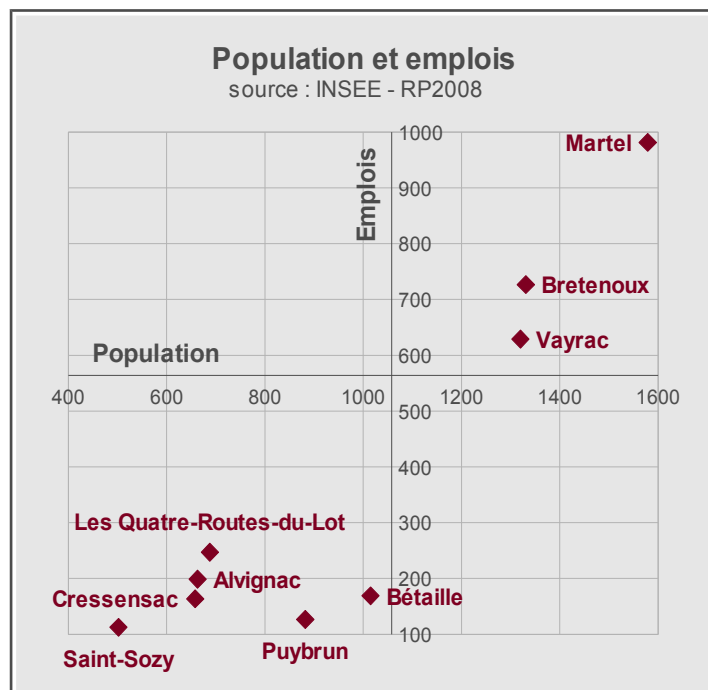 Population et emplois
source : INSEE - RP2008
1000
Martel
Emplois
900
800
700
Bretenoux
Vayrac
Population
600
400 600 800 1000 1200 1400 1600
500
400
Les Quatre-Routes-du-Lot
300
Alvignac
200
Cressensac
Bétaille
100
Puybrun
Saint-Sozy